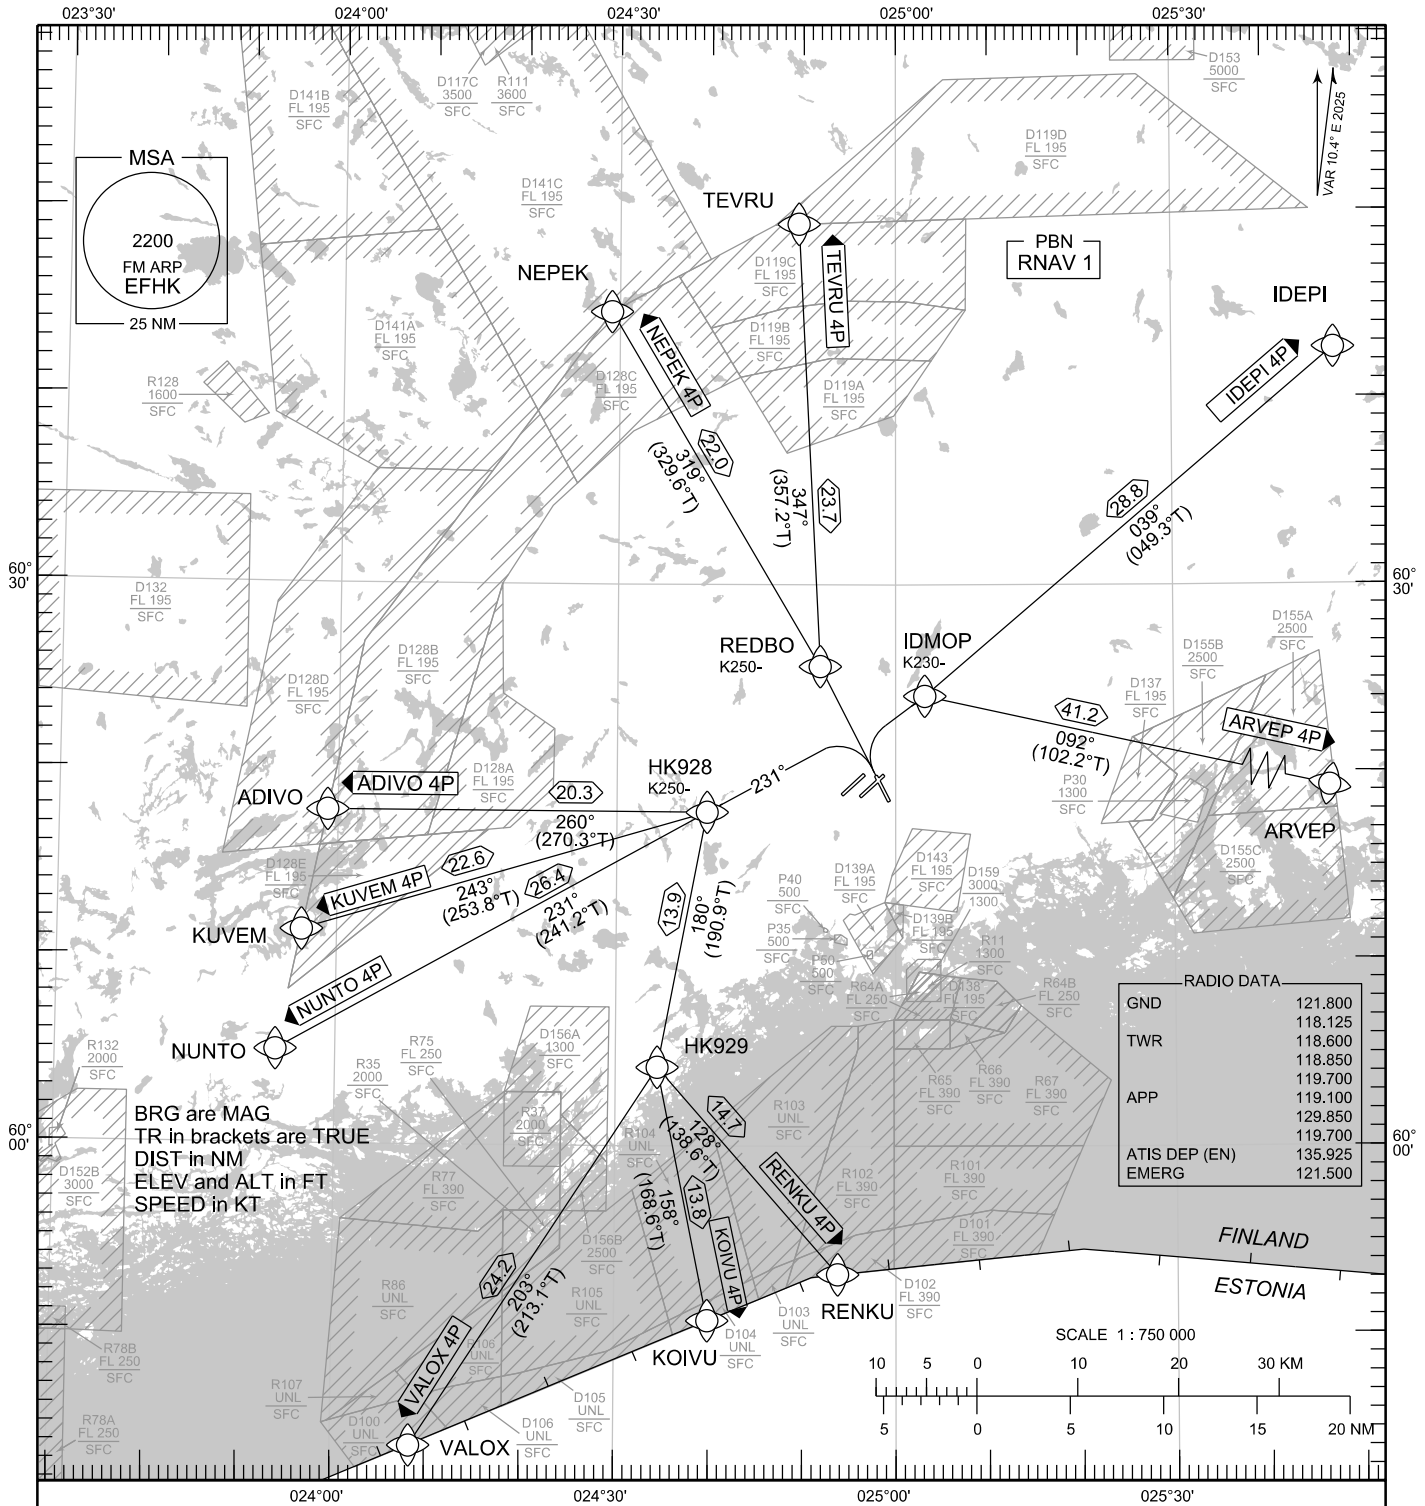 023°30'
024°00'
024°30'
025°00'
025°30'
D153
5000
SFC
D117C
3500
SFC
R111
3600
SFC
D141B
FL 195
SFC
VAR 10.4° E 2025
D119D
FL 195
SFC
MSA
2200
FM ARP
EFHK
25 NM
D141C
FL 195
SFC
TEVRU
PBN
RNAV 1
NEPEK
D119C
FL 195
SFC
TEVRU 4P
IDEPI
D141A
FL 195
SFC
D119B
FL 195
SFC
NEPEK 4P
IDEPI 4P
R128
1600
SFC
D128C
FL 195
SFC
D119A
FL 195
SFC
22.0
319°
(329.6°T)
23.7
347°
(357.2°T)
28.8
039°
(049.3°T)
60°
30'
60°
30'
D132
FL 195
SFC
D128B
FL 195
SFC
D128D
FL 195
SFC
REDBO
K250-
IDMOP
K230-
D155A
2500
SFC
D155B
2500
SFC
D137
FL 195
SFC
41.2
092°
(102.2°T)
ARVEP 4P
P30
1300
SFC
ARVEP
D155C
2500
SFC
HK928
K250-
231°
ADIVO
ADIVO 4P
D128A
FL 195
SFC
20.3
260°
(270.3°T)
D128E
FL 195
SFC
KUVEM 4P
22.6
243°
(253.8°T)
26.4
231°
(241.2°T)
KUVEM
13.9
180°
(190.9°T)
P40
500
SFC
D139A
FL 195
SFC
D143
FL 195
SFC
D159
3000
1300
P35
500
SFC
D139B
FL 195
SFC
P60
500
SFC
R11
1300
SFC
R64A
FL 250
SFC
D138
FL 195
SFC
R64B
FL 250
SFC
NUNTO 4P
NUNTO
RADIO DATA
GND 121.800
118.125
TWR 118.600
118.850
119.700
APP 119.100
129.850
119.700
ATIS DEP (EN) 135.925
EMERG 121.500
R132
2000
SFC
R75
FL 250
SFC
R35
2000
SFC
D156A
1300
SFC
HK929
R65
FL 390
SFC
R66
FL 390
SFC
R67
FL 390
SFC
BRG are MAG
TR in brackets are TRUE
DIST in NM
ELEV and ALT in FT
SPEED in KT
R37
2000
SFC
R104
UNL
SFC
R103
UNL
SFC
14.7
128°
(138.6°T)
60°
00'
60°
00'
D152B
3000
SFC
R77
FL 390
SFC
R102
FL 390
SFC
R101
FL 390
SFC
RENKU 4P
13.8
158°
(168.6°T)
KOIVU 4P
D156B
2500
SFC
D101
FL 390
SFC
FINLAND
ESTONIA
24.2
203°
(213.1°T)
R86
UNL
SFC
R105
UNL
SFC
D102
FL 390
SFC
RENKU
D103
UNL
SFC
D104
UNL
SFC
KOIVU
R78B
FL 250
SFC
R106
UNL
SFC
VALOX 4P
R107
UNL
SFC
D105
UNL
SFC
R78A
FL 250
SFC
D100
UNL
SFC
D106
UNL
SFC
VALOX
SCALE 1 : 750 000
10 5 0 10 20 30 KM
5 0 5 10 15 20 NM
024°00'
024°30'
025°00'
025°30'